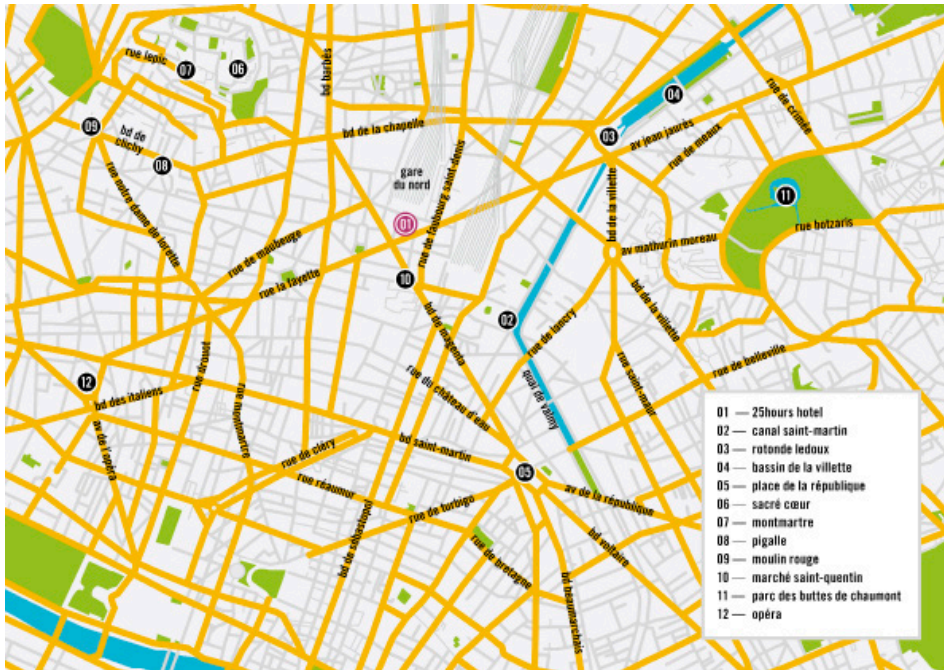 rue lepic
07
06
bd barbès
04
rue de crimée
09
bd de
clichy
bd de la chapelle
03
av jean jaurès
rue de meaux
08
gare
du nord
rue de faubourg saint-denis
bd de la villette
11
rue notre dame de lorette
01
rue botzaris
rue de maubeuge
av mathurin moreau
rue la fayette
10
bd de la villette
02
rue de lancry
bd de magenta
rue drouot
quai de valmy
rue de belleville
12
rue saint-maur
bd des italiens
rue montmartre
rue du château d'eau
av de l'opéra
bd saint-martin
rue de cléry
05
rue réaumur
av de la république
rue de turbigo
bd de sébastopol
rue de bretagne
bd voltaire
bd beaumarchais
01 — 25hours hotel
02 — canal saint-martin
03 — rotonde ledoux
04 — bassin de la villette
05 — place de la république
06 — sacré cœur
07 — montmartre
08 — pigalle
09 — moulin rouge
10 — marché saint-quentin
11 — parc des buttes de chaumont
12 — opéra